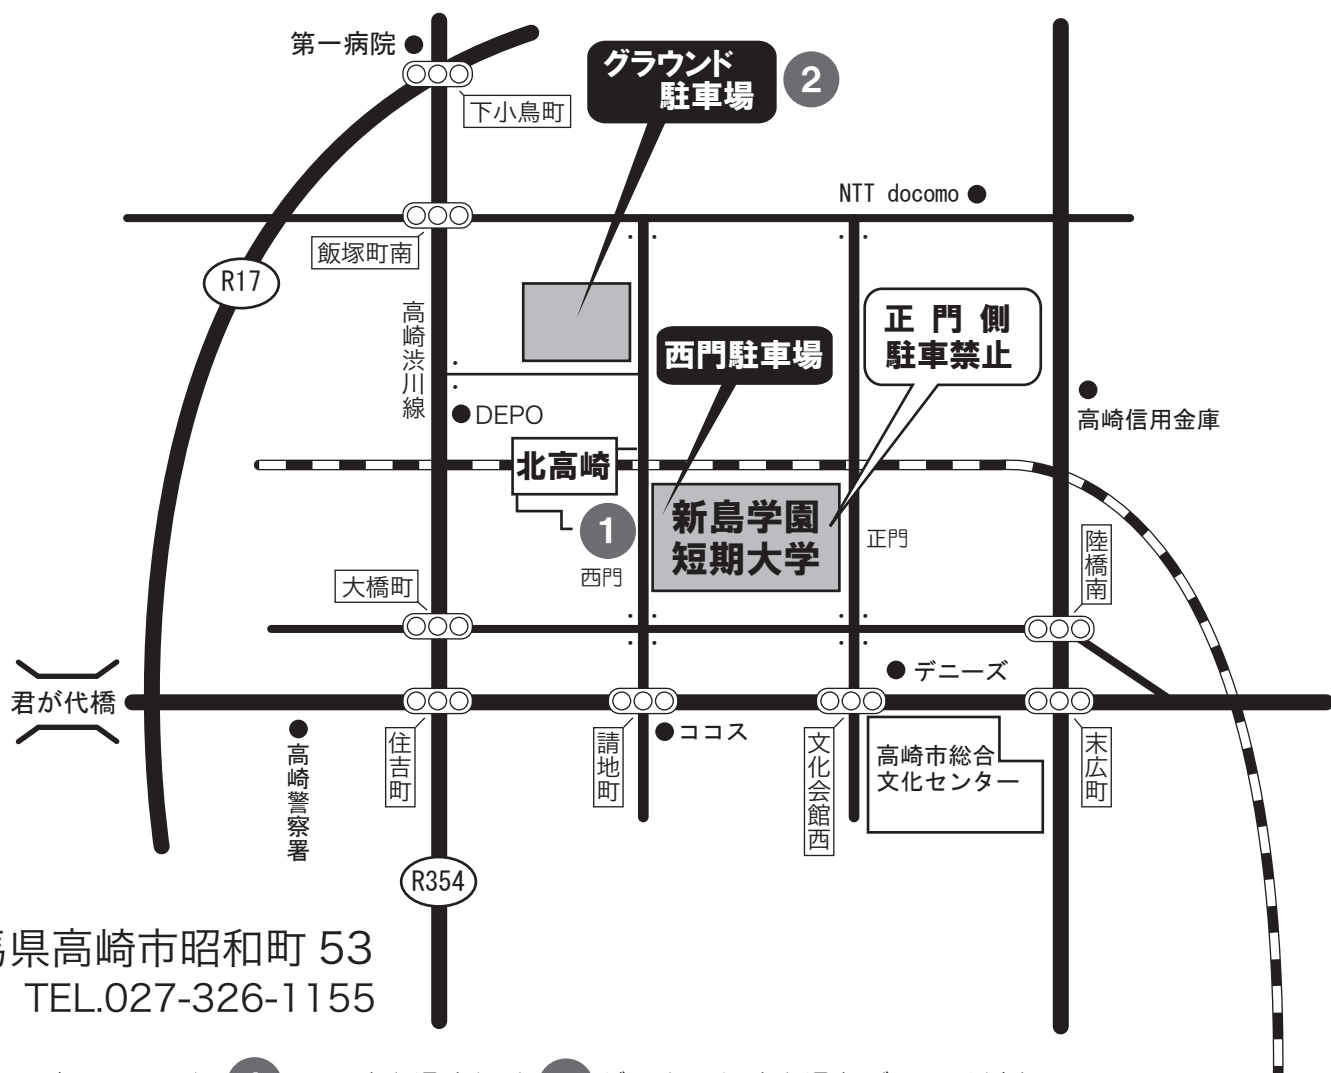 第一病院
グラウンド
駐車場
2
下小鳥町
NTT docomo
飯塚町南
R17
高崎渋川線
正門側
駐車禁止
西門駐車場
DEPO
高崎信用金庫
北高崎
1
新島学園
短期大学
正門
西門
陸橋南
大橋町
デニーズ
君が代橋
ココス
高崎警察署
住吉町
請地町
文化会館西
高崎市総合
文化センター
末広町
R354
県高崎市昭和町 53
TEL.027-326-1155